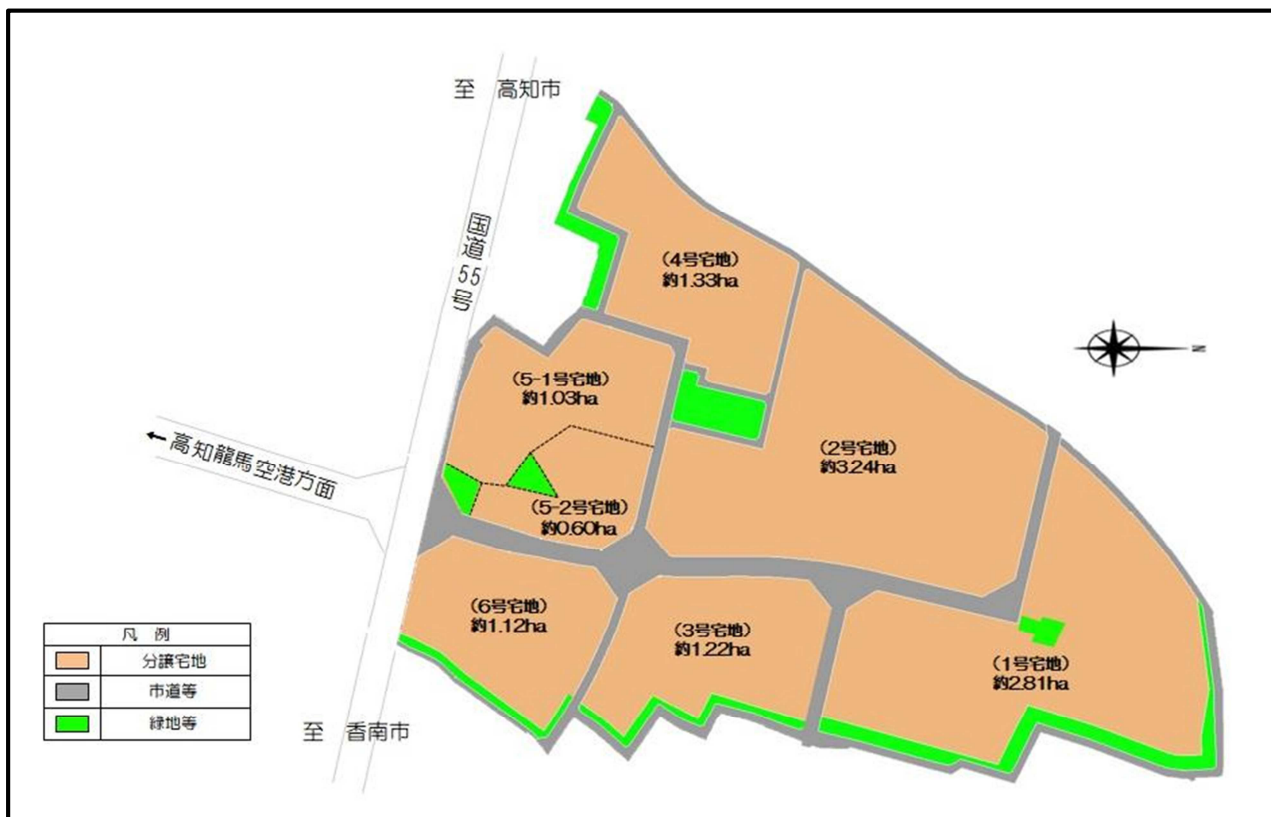 至 高知市
国道55号
(4号宅地)
約1.33ha
(5-1号宅地)
約1.03ha
N
← 高知龍馬空港方面
(2号宅地)
約3.24ha
(5-2号宅地)
約0.60ha
(6号宅地)
約1.12ha
(3号宅地)
約1.22ha
(1号宅地)
約2.81ha
凡 例
分譲宅地
市道等
緑地等
至 香南市